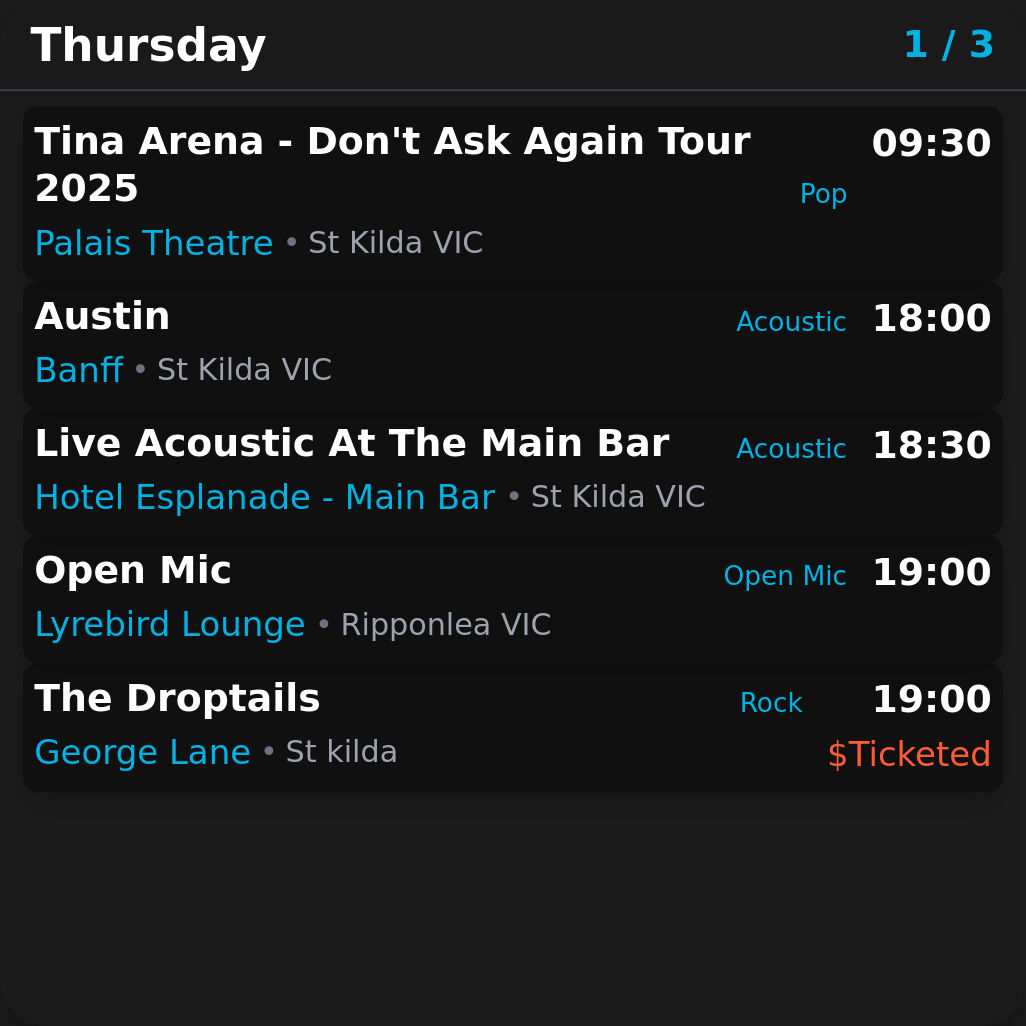 Thursday 1 / 3
Tina Arena - Don't Ask Again Tour 09:30
2025 Pop
Palais Theatre • St Kilda VIC
Austin Acoustic 18:00
Banff • St Kilda VIC
Live Acoustic At The Main Bar Acoustic 18:30
Hotel Esplanade - Main Bar • St Kilda VIC
Open Mic Open Mic 19:00
Lyrebird Lounge • Ripponlea VIC
The Droptails Rock 19:00
George Lane • St kilda $Ticketed